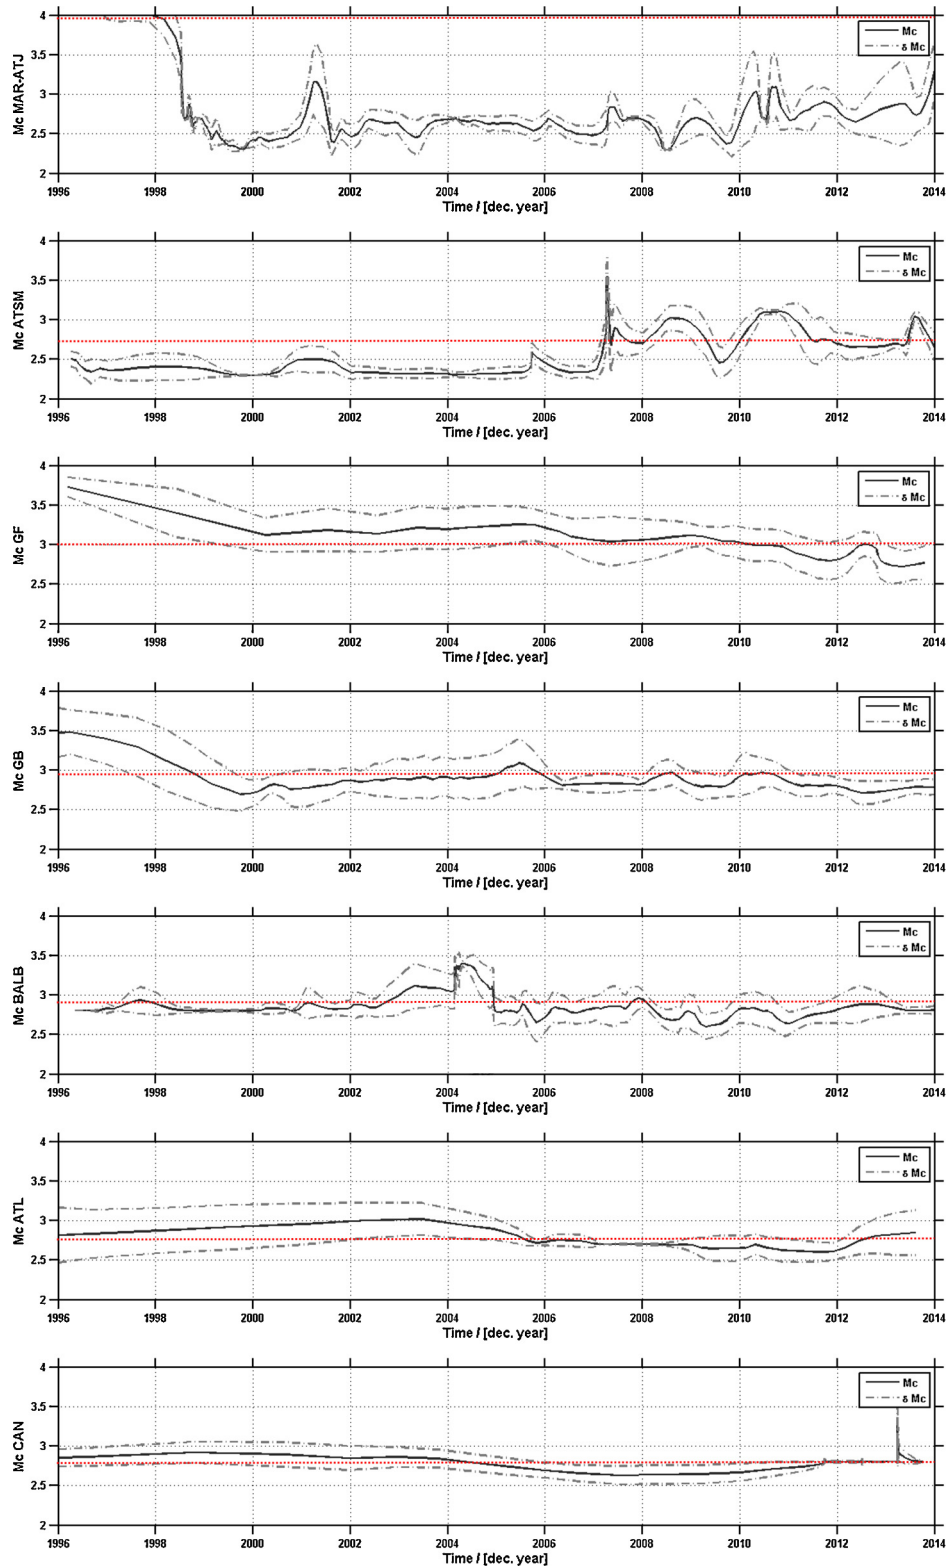 4
3.5
3
2.5
2
Mc MAR-ATJ
Mc
δ Mc
1996 1998 2000 2002 2004 2006 2008 2010 2012 2014
Time / [dec. year]
4
3.5
3
2.5
2
Mc ATSM
Mc
δ Mc
1996 1998 2000 2002 2004 2006 2008 2010 2012 2014
Time / [dec. year]
4
3.5
3
2.5
2
Mc GF
Mc
δ Mc
1996 1998 2000 2002 2004 2006 2008 2010 2012 2014
Time / [dec. year]
4
3.5
3
2.5
2
Mc GB
Mc
δ Mc
1996 1998 2000 2002 2004 2006 2008 2010 2012 2014
Time / [dec. year]
4
3.5
3
2.5
2
Mc BALB
Mc
δ Mc
1996 1998 2000 2002 2004 2006 2008 2010 2012 2014
Time / [dec. year]
4
3.5
3
2.5
2
Mc ATL
Mc
δ Mc
1996 1998 2000 2002 2004 2006 2008 2010 2012 2014
Time / [dec. year]
4
3.5
3
2.5
2
Mc CAN
Mc
δ Mc
1996 1998 2000 2002 2004 2006 2008 2010 2012 2014
Time / [dec. year]